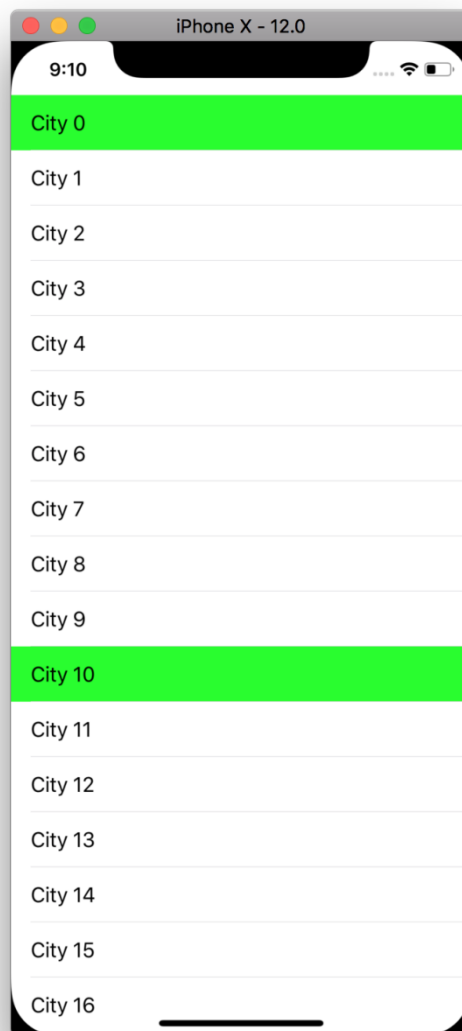 iPhone X - 12.0
9:10
City 0
City 1
City 2
City 3
City 4
City 5
City 6
City 7
City 8
City 9
City 10
City 11
City 12
City 13
City 14
City 15
City 16